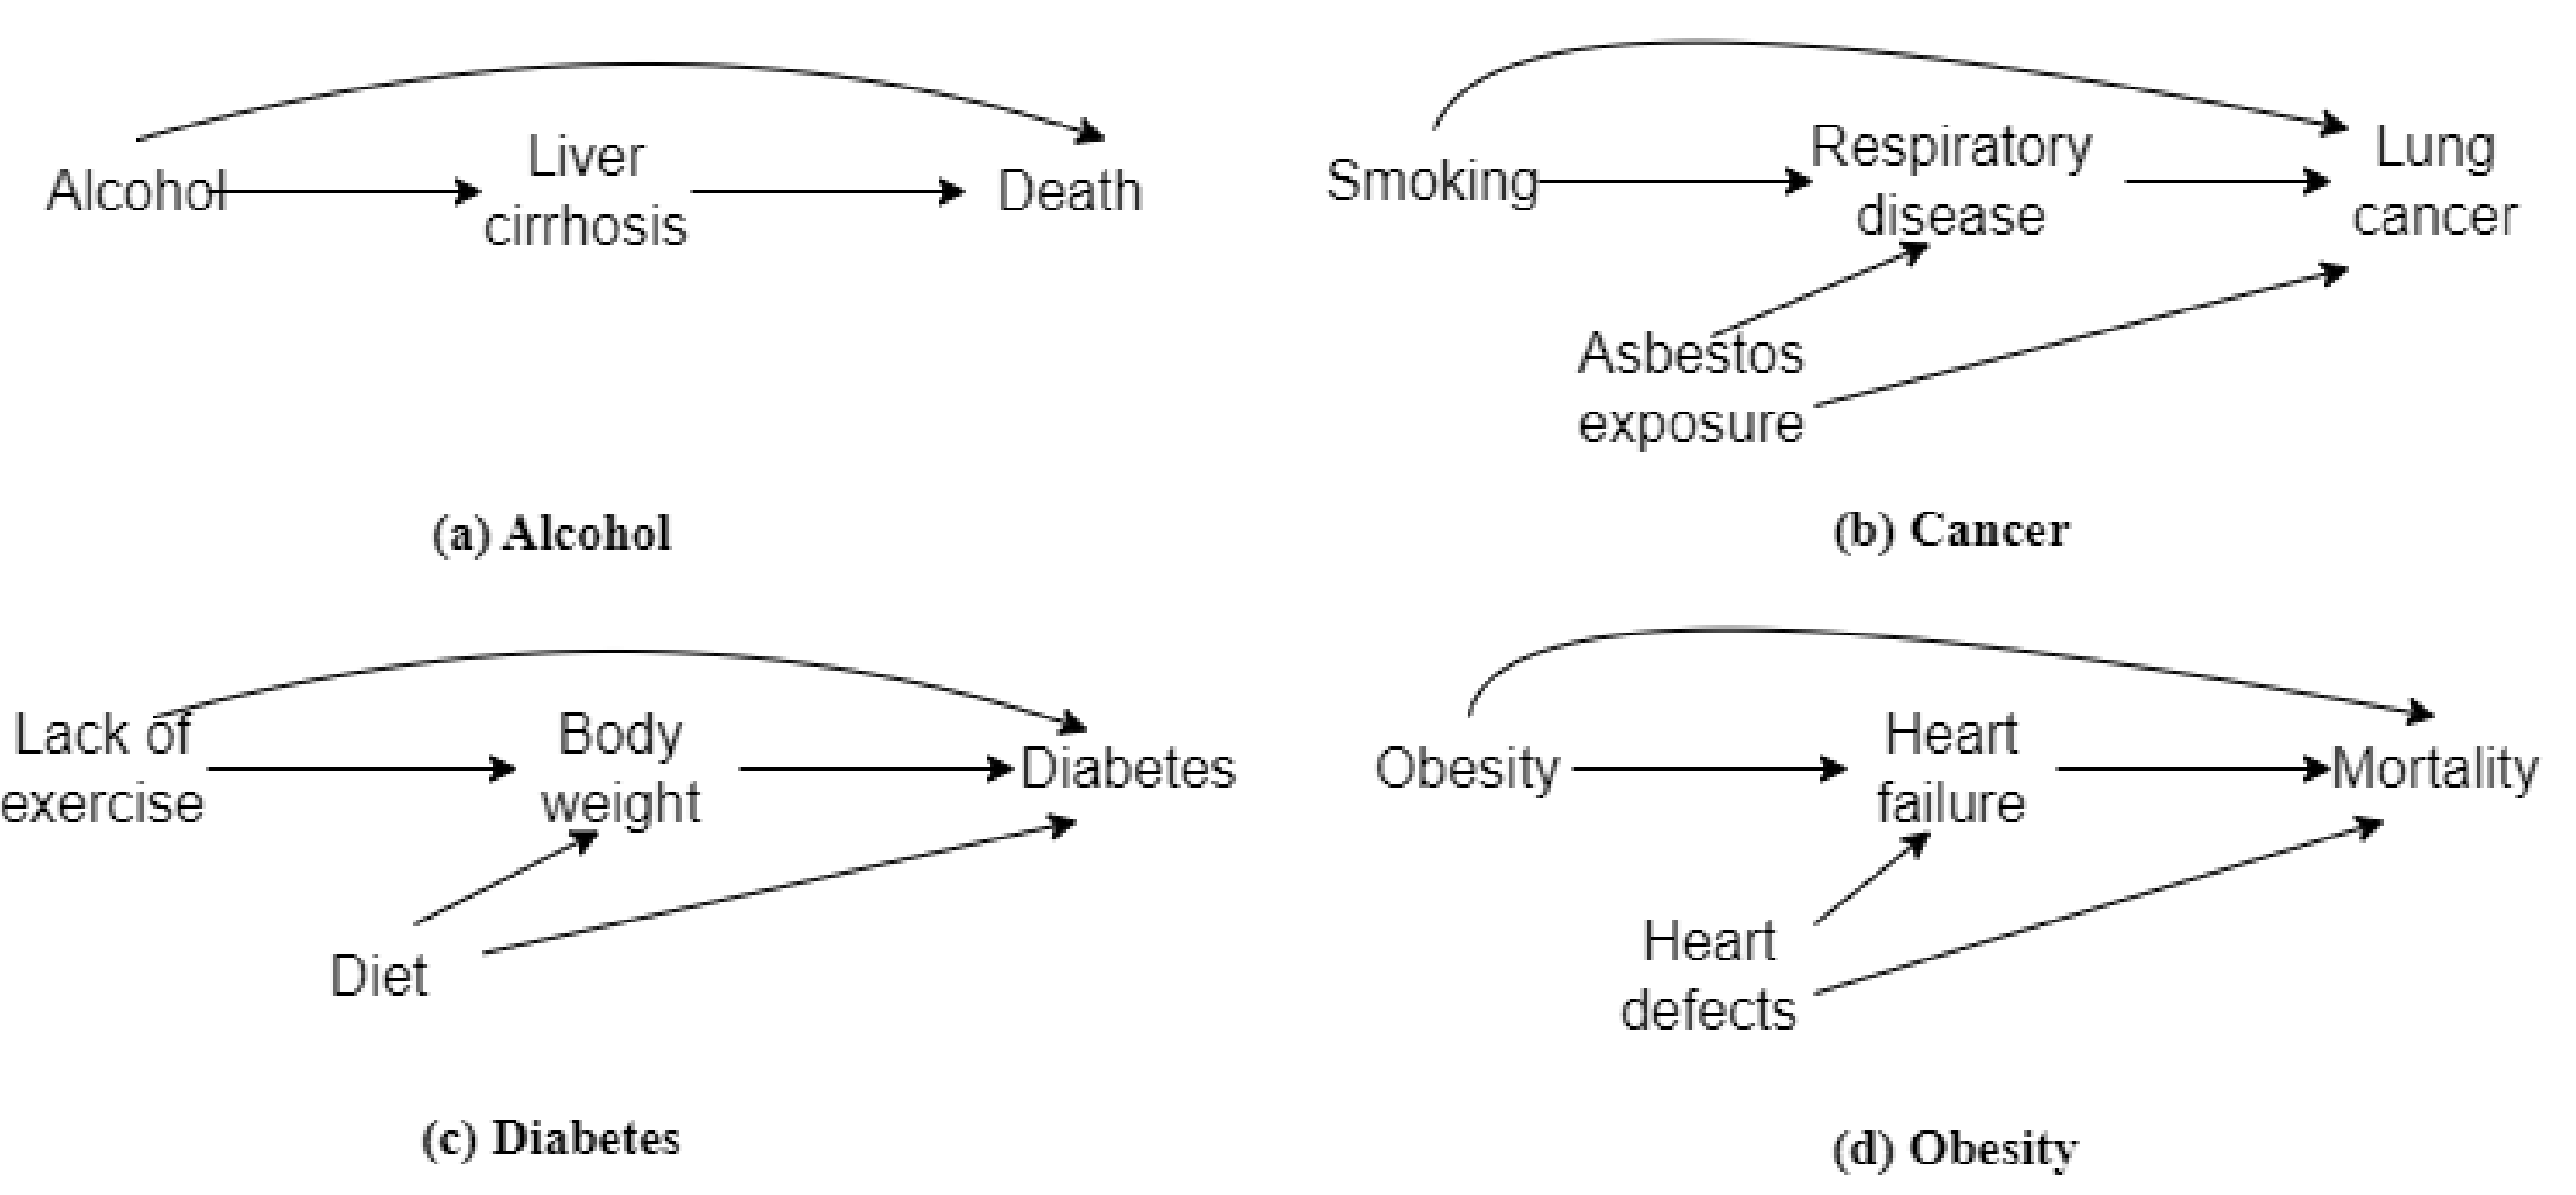 Alcohol
Liver
cirrhosis
Death
(a) Alcohol
Smoking
Respiratory
disease
Lung
cancer
Asbestos
exposure
(b) Cancer
Lack of
exercise
Body
weight
Diabetes
Diet
(c) Diabetes
Obesity
Heart
failure
Mortality
Heart
defects
(d) Obesity